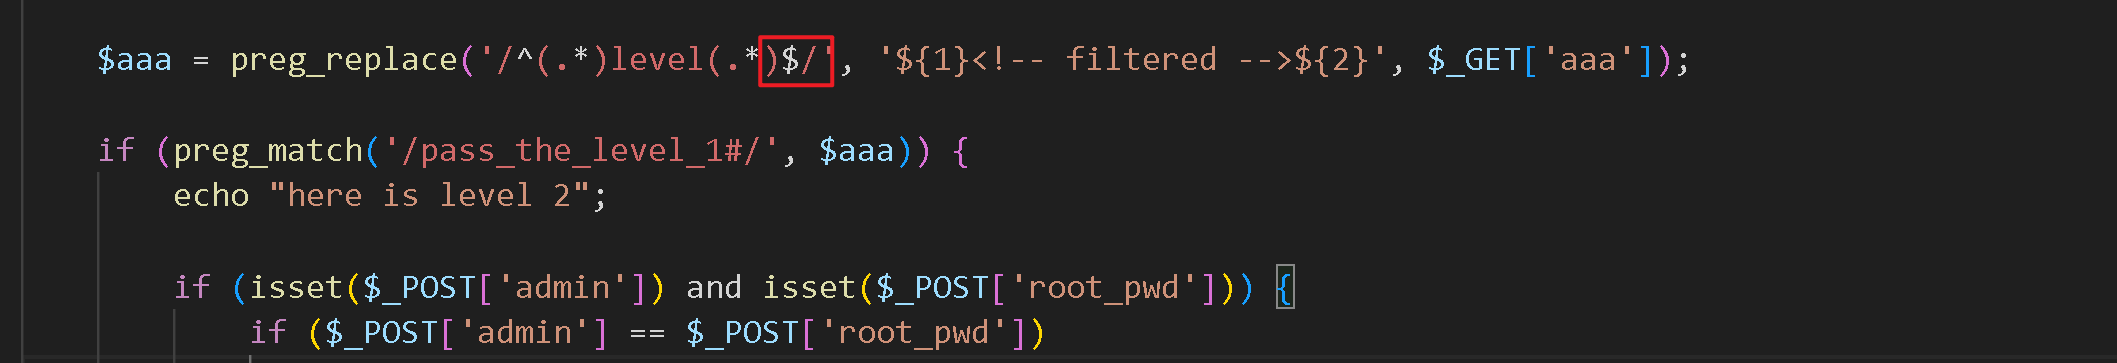 $aaa = preg_replace('/^(.*)level(.*)$/', '${1}<!-- filtered -->${2}', $_GET['aaa']);
if (preg_match('/pass_the_level_1#/', $aaa)) {
echo "here is level 2";
if (isset($_POST['admin']) and isset($_POST['root_pwd'])) {
if ($_POST['admin'] == $_POST['root_pwd'])